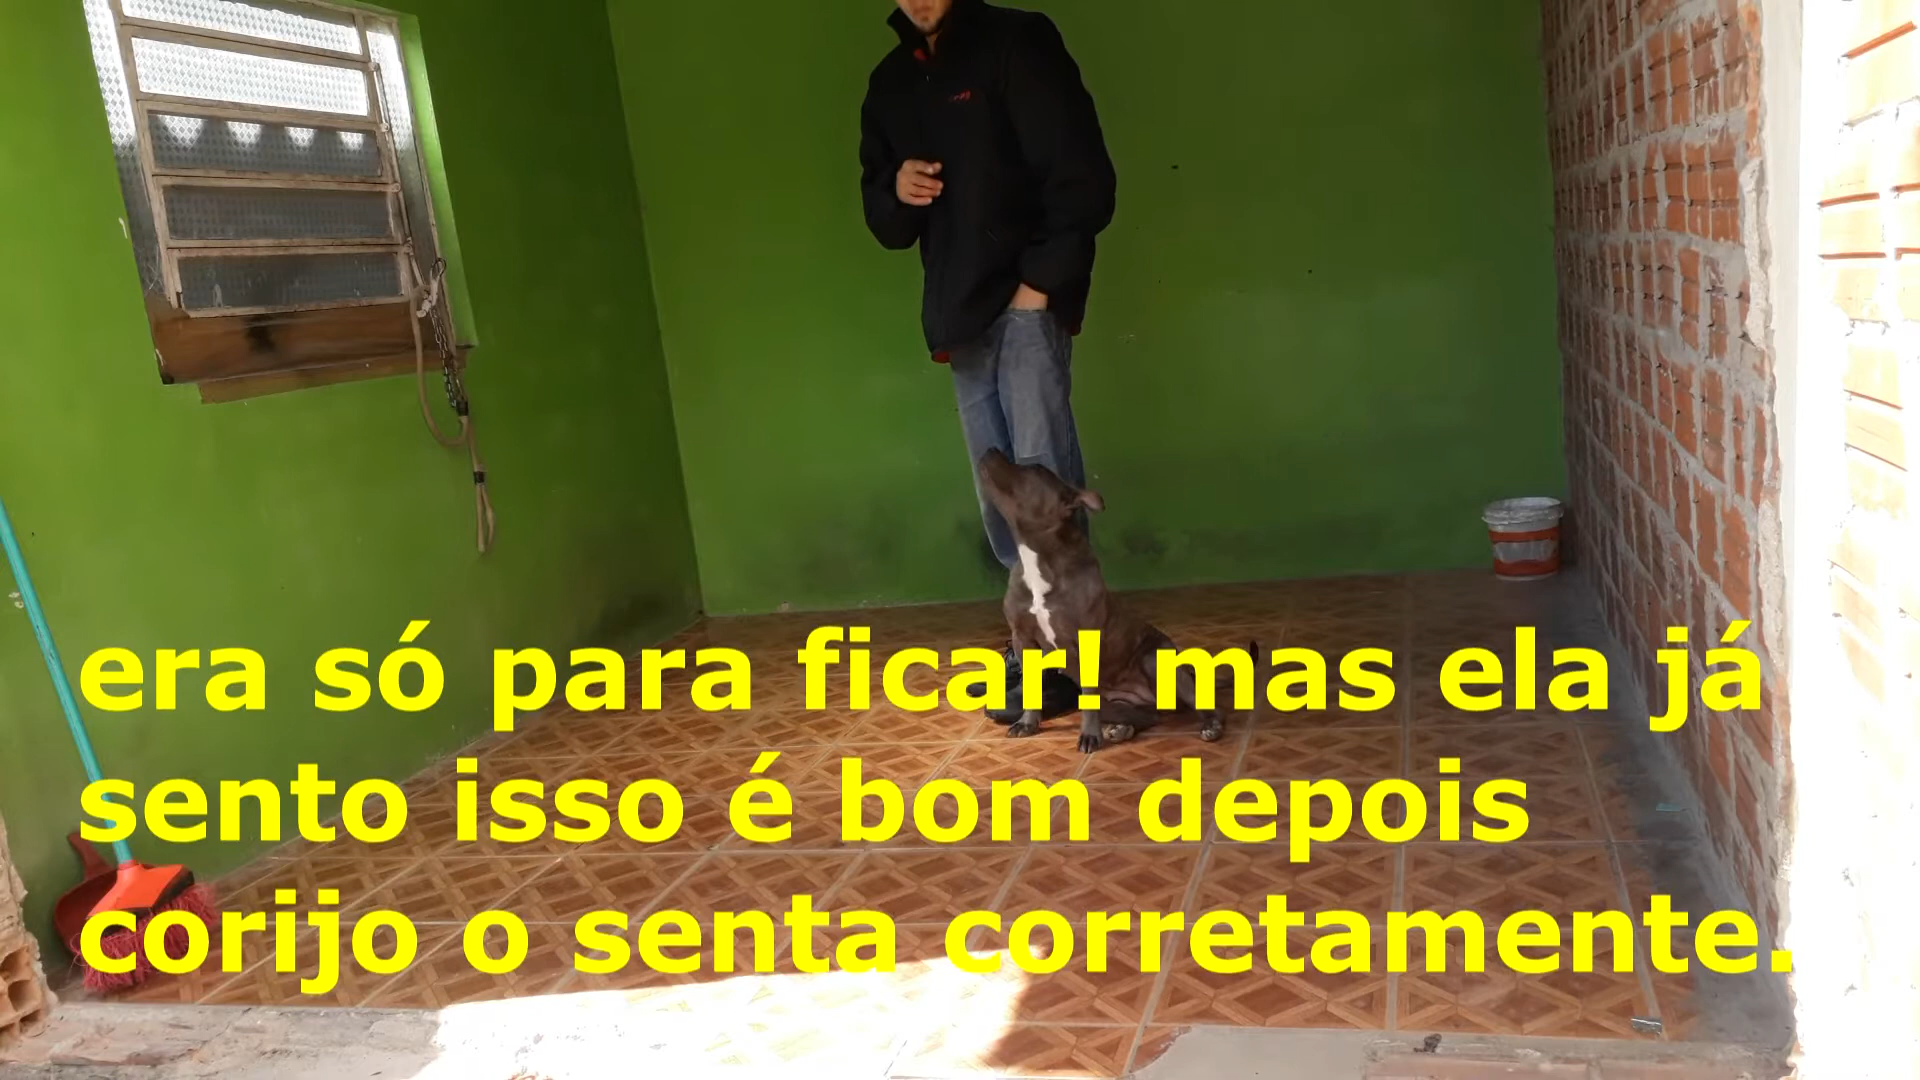 era só para ficar! mas ela já
sento isso é bom depois
corijo o senta corretamente.